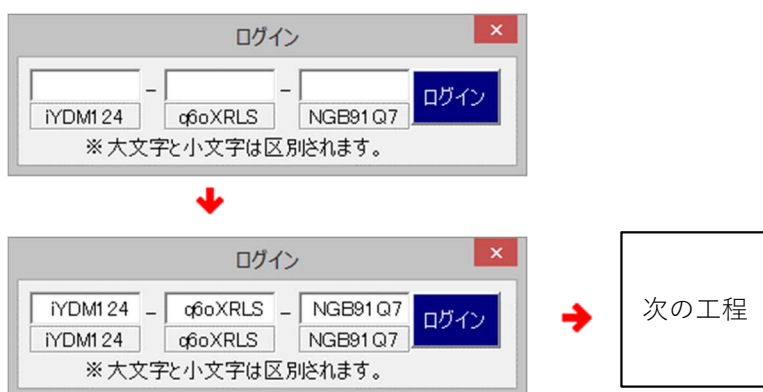 ログイン
×
- -
iYDM124 q6oXRLS NGB91Q7
ログイン
※大文字と小文字は区別されます。
ログイン
×
iYDM124 - q6oXRLS - NGB91Q7
iYDM124 q6oXRLS NGB91Q7
ログイン
※大文字と小文字は区別されます。
次の工程